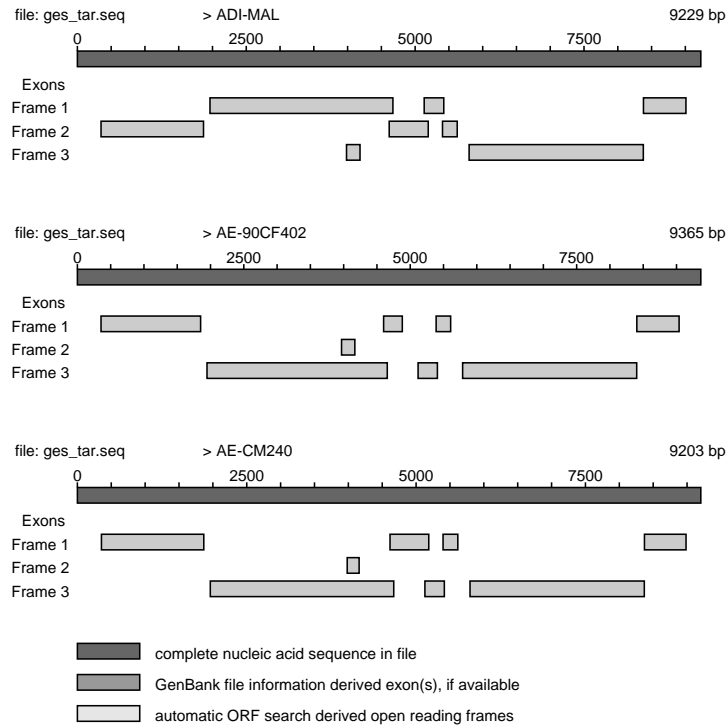 file: ges_tar.seq > ADI-MAL 9229 bp
0 2500 5000 7500
Exons
Frame 1
Frame 2
Frame 3
file: ges_tar.seq > AE-90CF402 9365 bp
0 2500 5000 7500
Exons
Frame 1
Frame 2
Frame 3
file: ges_tar.seq > AE-CM240 9203 bp
0 2500 5000 7500
Exons
Frame 1
Frame 2
Frame 3
complete nucleic acid sequence in file
GenBank file information derived exon(s), if available
automatic ORF search derived open reading frames